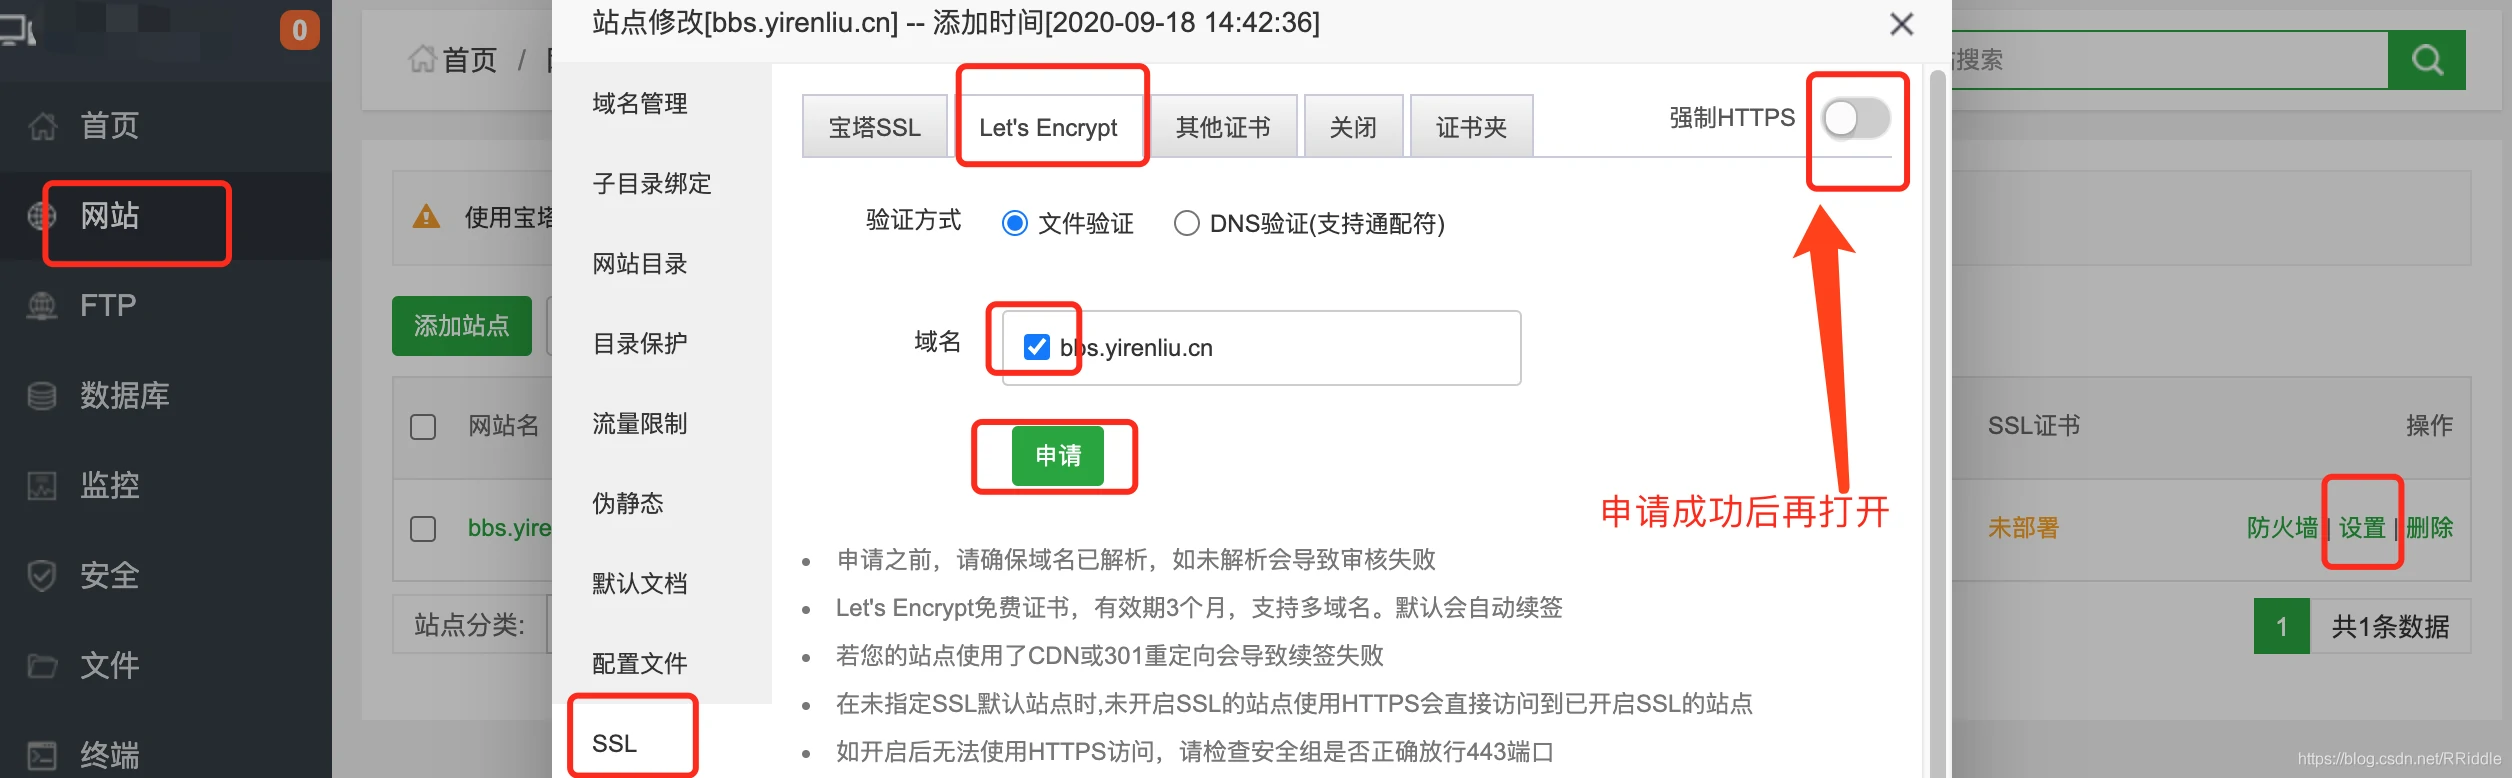 0
首页
网站
FTP
数据库
监控
安全
文件
终端
首页 /
使用宝塔
添加站点
网站名
bbs.yire
站点分类:
站点修改[bbs.yirenliu.cn] -- 添加时间[2020-09-18 14:42:36]
域名管理
子目录绑定
网站目录
目录保护
流量限制
伪静态
默认文档
配置文件
SSL
宝塔SSL
Let's Encrypt
其他证书
关闭
证书夹
强制HTTPS
验证方式 文件验证 DNS验证(支持通配符)
域名 bbs.yirenliu.cn
申请
申请成功后再打开
申请之前，请确保域名已解析，如未解析会导致审核失败
Let's Encrypt免费证书，有效期3个月，支持多域名。默认会自动续签
若您的站点使用了CDN或301重定向会导致续签失败
在未指定SSL默认站点时,未开启SSL的站点使用HTTPS会直接访问到已开启SSL的站点
如开启后无法使用HTTPS访问，请检查安全组是否正确放行443端口
搜索
SSL证书 操作
未部署 防火墙 | 设置 | 删除
1 共1条数据
https://blog.csdn.net/RRiddle